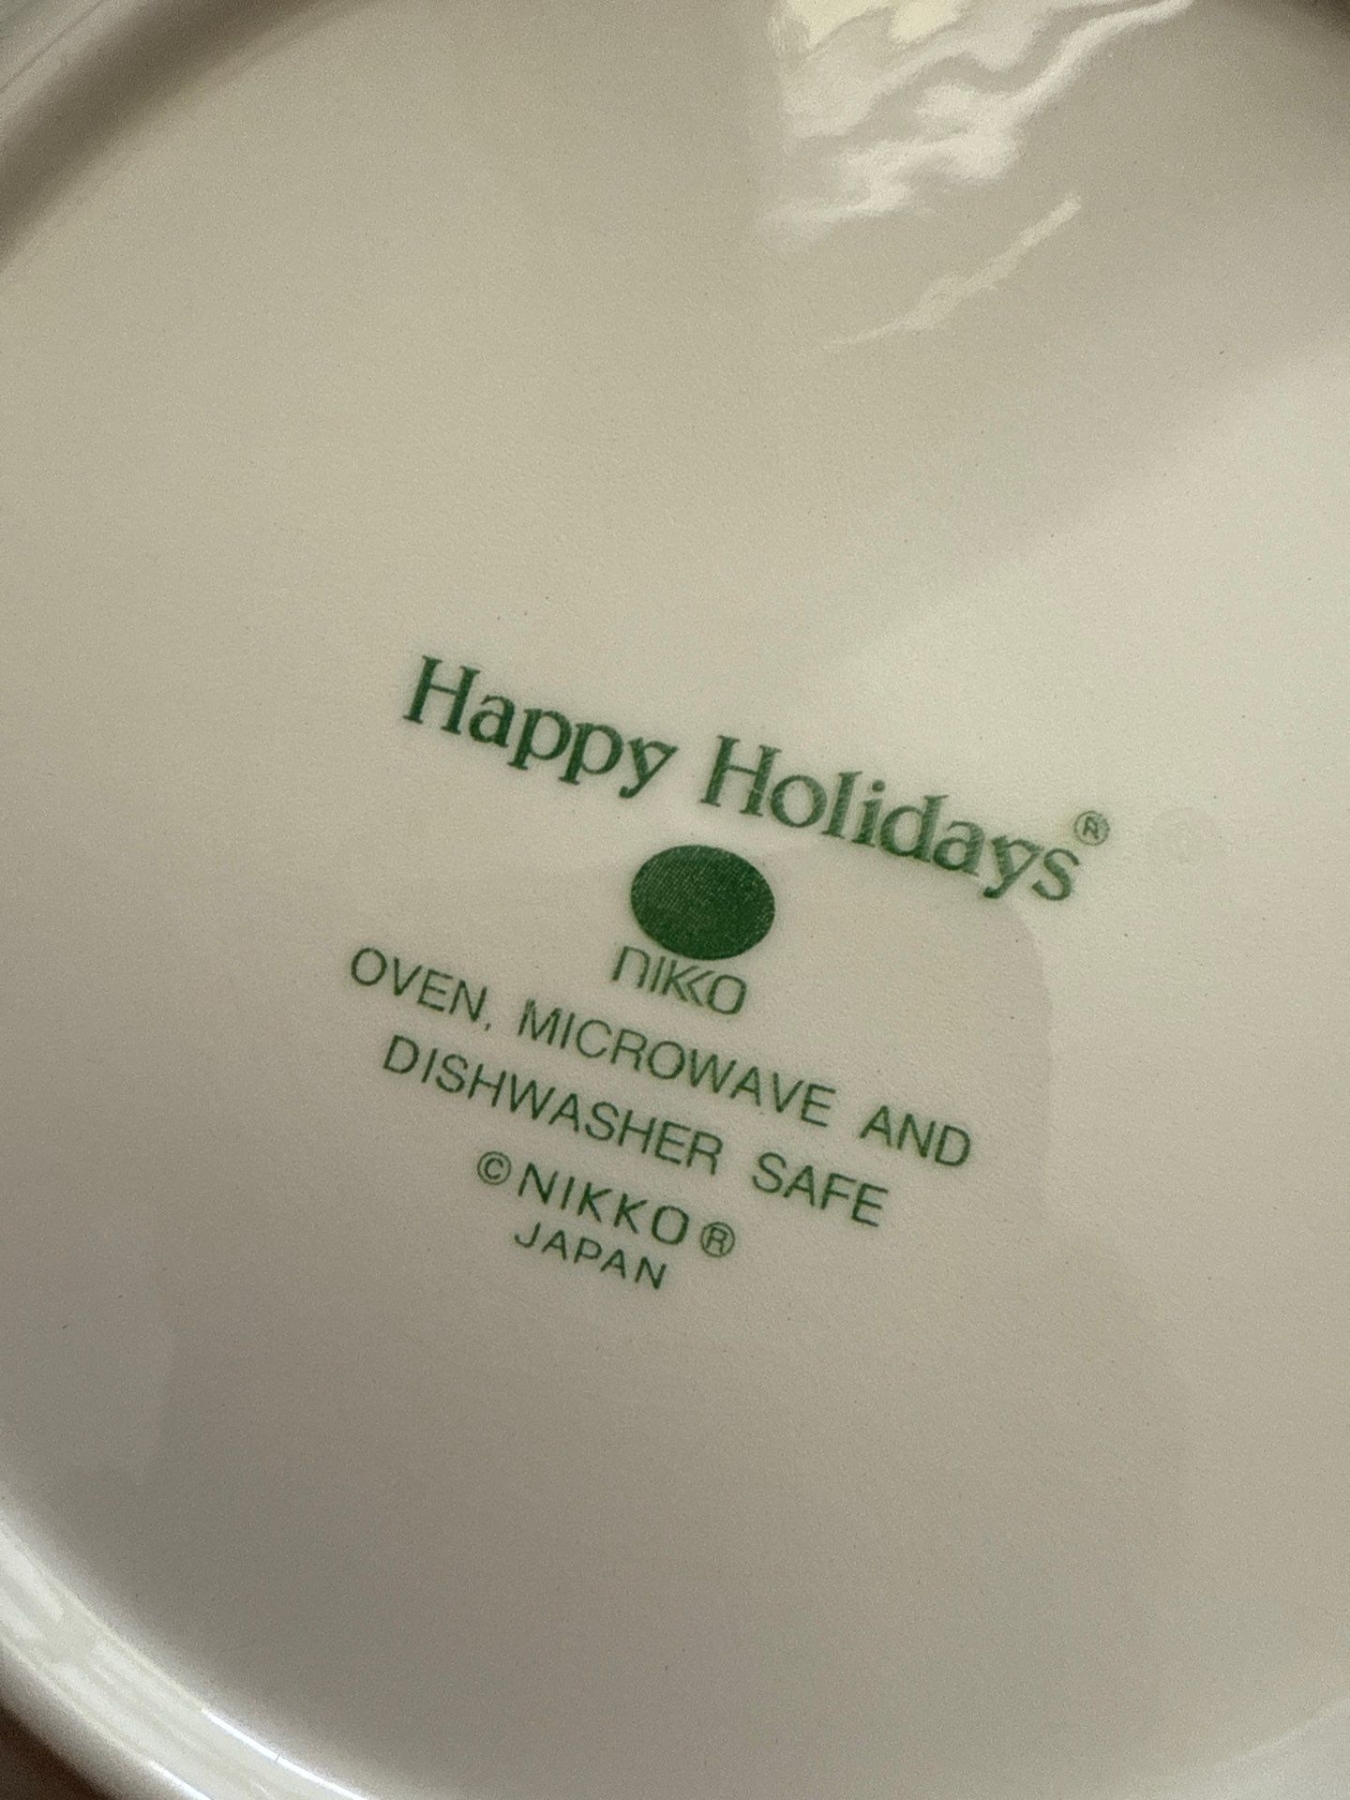 Happy Holidays®
nikko
OVEN, MICROWAVE AND
DISHWASHER SAFE
©NIKKO®
JAPAN